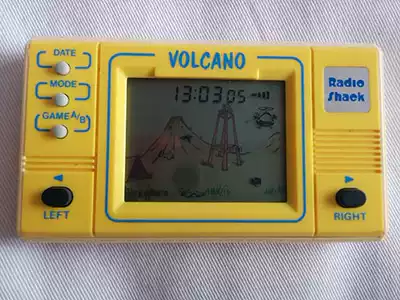 DATE
VOLCANO
MODE
GAME A/B
13:03 05
Radio
Shack
LEFT
RIGHT